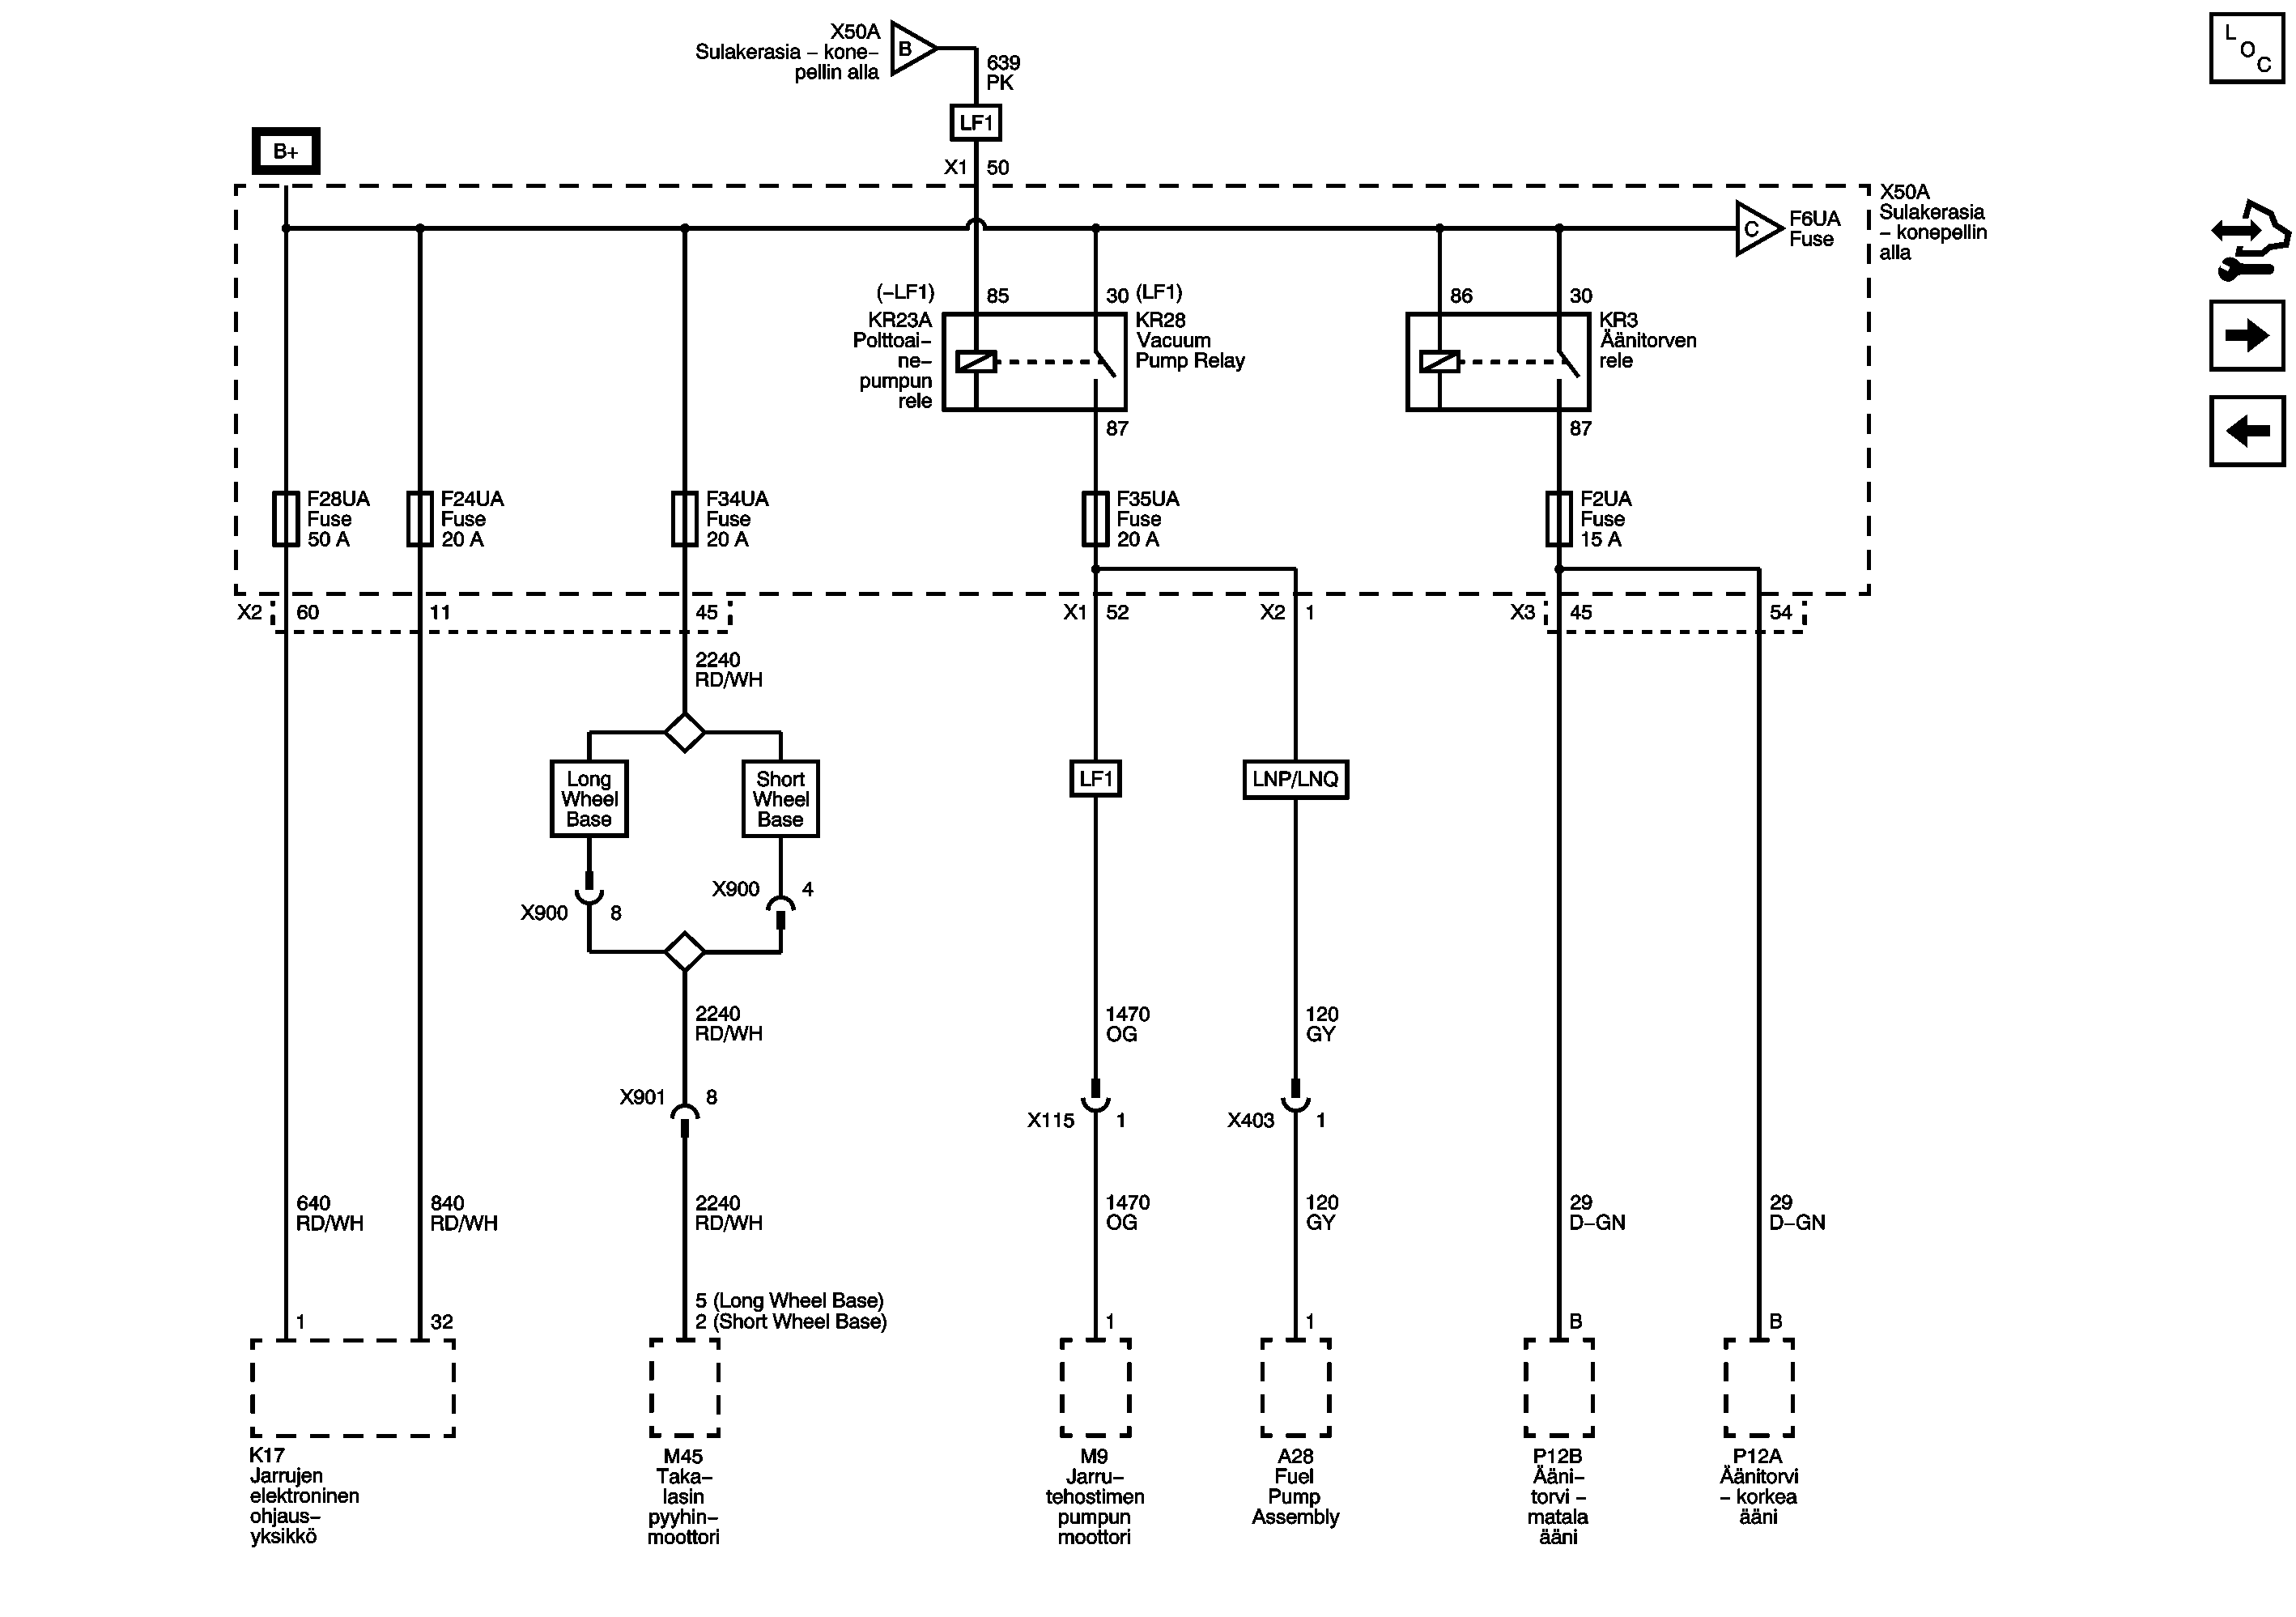 X50A
Sulakerasia – kone–
pellin alla
B
639
PK
LF1
X1
50
B+
L
O
C
X50A
Sulakerasia
– konepellin
alla
C
F6UA
Fuse
(–LF1)
85
KR23A
Polttoai–
ne–
pumpun
rele
30
(LF1)
KR28
Vacuum
Pump Relay
87
86
30
KR3
Äänitorven
rele
87
F28UA
Fuse
50 A
F24UA
Fuse
20 A
F34UA
Fuse
20 A
F35UA
Fuse
20 A
F2UA
Fuse
15 A
X2
60
11
45
X1
52
X2
1
X3
45
54
2240
RD/WH
Long
Wheel
Base
Short
Wheel
Base
LF1
LNP/LNQ
X900
8
X900
4
2240
RD/WH
1470
OG
120
GY
X901
8
X115
1
X403
1
640
RD/WH
840
RD/WH
2240
RD/WH
1470
OG
120
GY
29
D–GN
29
D–GN
1
32
5 (Long Wheel Base)
2 (Short Wheel Base)
1
1
B
B
K17
Jarrujen
elektroninen
ohjaus–
yksikkö
M45
Taka–
lasin
pyyhin–
moottori
M9
Jarru–
tehostimen
pumpun
moottori
A28
Fuel
Pump
Assembly
P12B
Ääni–
torvi –
matala
ääni
P12A
Äänitorvi
– korkea
ääni